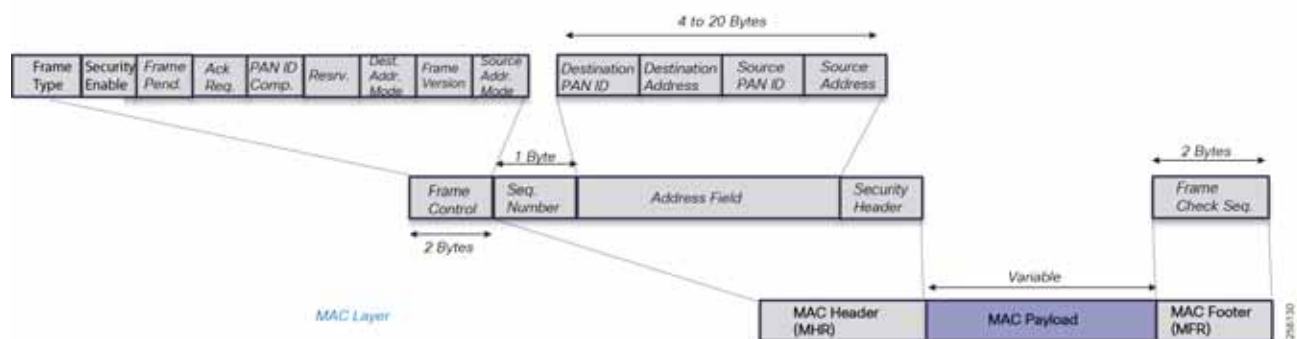 4 to 20 Bytes
Frame Type
Security Enable
Frame Pend.
Ack Req.
PAN ID Comp.
Resrv.
Dest. Addr. Mode
Frame Version
Source Addr. Mode
Destination PAN ID
Destination Address
Source PAN ID
Source Address
1 Byte
2 Bytes
Frame Control
Seq. Number
Address Field
Security Header
Frame Check Seq.
2 Bytes
Variable
MAC Layer
MAC Header (MHR)
MAC Payload
MAC Footer (MFR)
256130